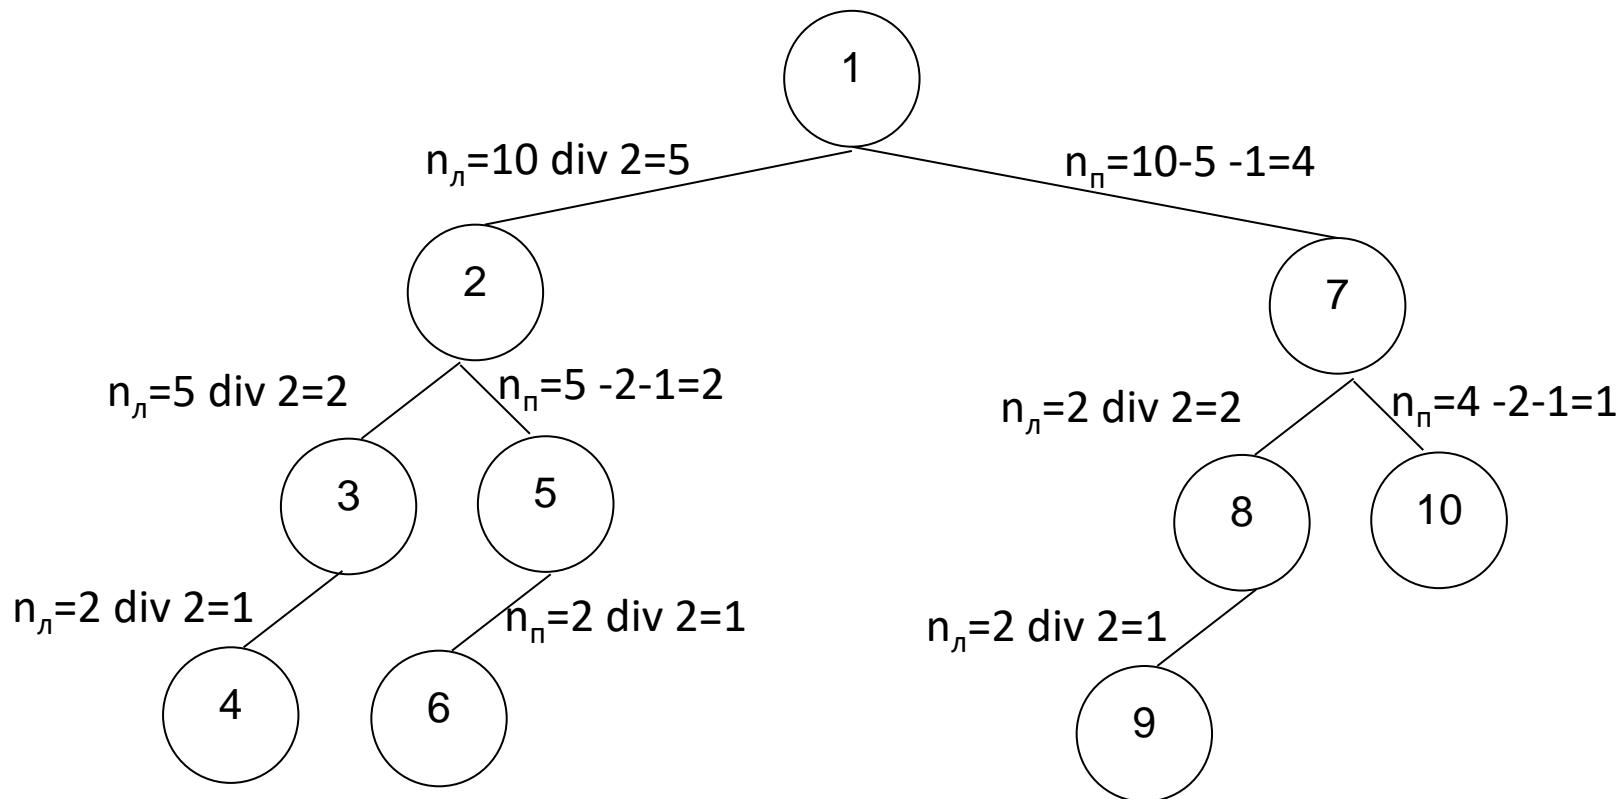 1
nл=10 div 2=5
nп=10-5 -1=4
2
7
nл=5 div 2=2
nп=5 -2-1=2
nл=2 div 2=2
nп=4 -2-1=1
3
5
8
10
nл=2 div 2=1
nп=2 div 2=1
nл=2 div 2=1
4
6
9